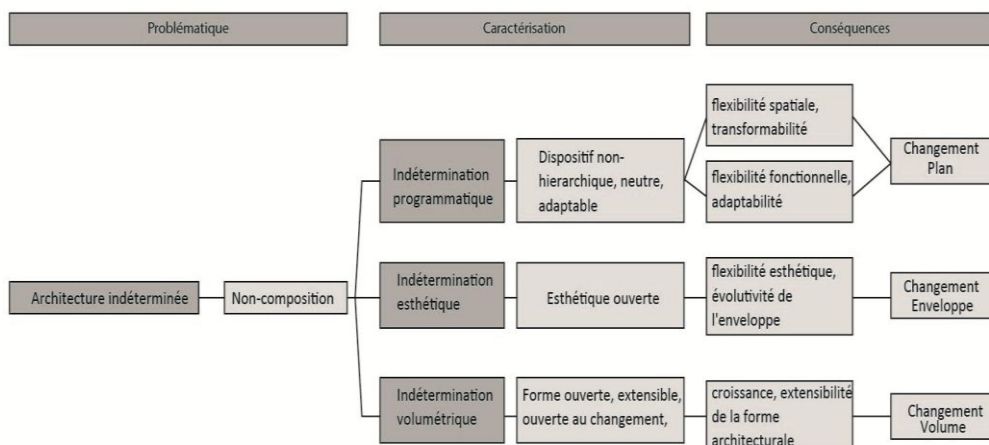 Problématique
Caractérisation
Conséquences
flexibilité spatiale,
transformabilité
Indétermination
programmatique
Dispositif non-
hierarchique, neutre,
adaptable
flexibilité fonctionnelle,
adaptabilité
Changement
Plan
Architecture indéterminée
Non-composition
Indétermination
esthétique
Esthétique ouverte
flexibilité esthétique,
évolutivité de
l'enveloppe
Changement
Enveloppe
Indétermination
volumétrique
Forme ouverte, extensible,
ouverte au changement,
croissance, extensibilité
de la forme
architecturale
Changement
Volume